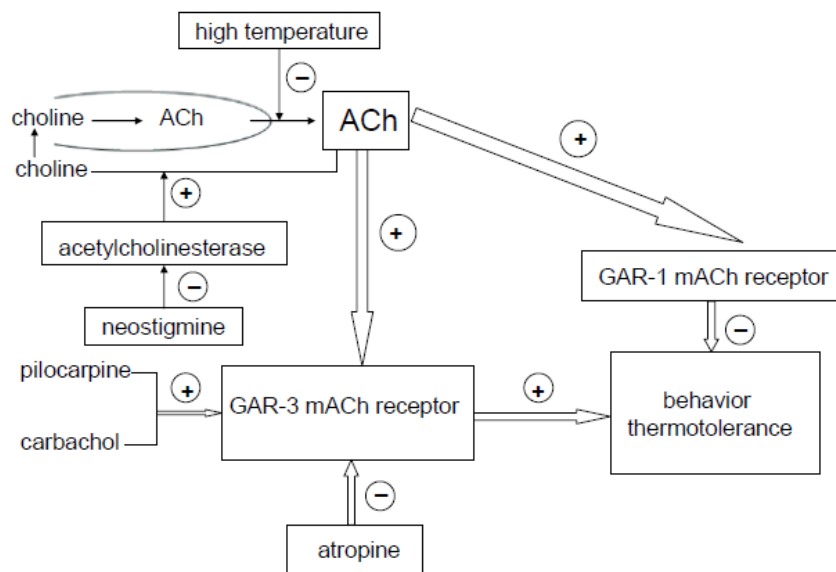 high temperature
−
choline
ACh
ACh
+
choline
+
+
acetylcholinesterase
GAR-1 mACh receptor
−
−
neostigmine
pilocarpine
+
GAR-3 mACh receptor
+
behavior
thermotolerance
carbachol
−
atropine